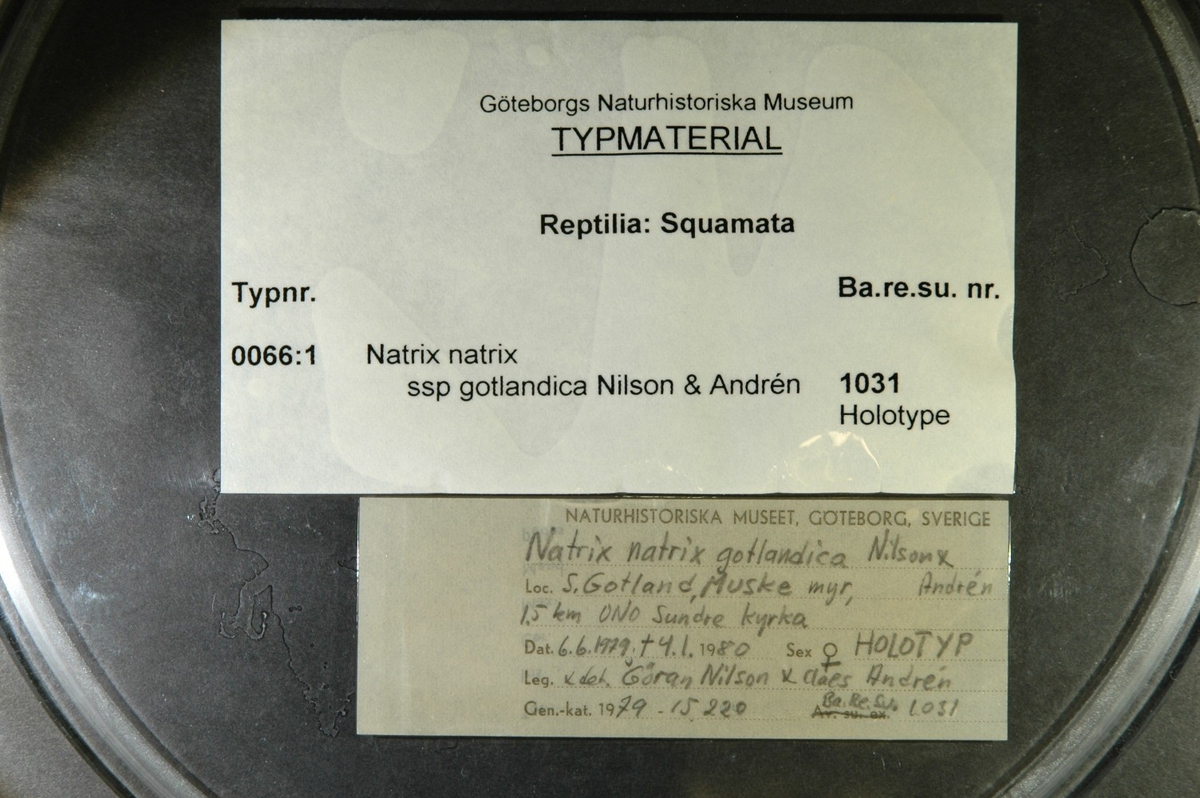 Göteborgs Naturhistoriska Museum
TYPMATERIAL
Reptilia: Squamata
Typnr. Ba.re.su. nr.
0066:1 Natrix natrix
ssp gotlandica Nilson & Andrén 1031
Holotype
NATURHISTORISKA MUSEET, GÖTEBORG, SVERIGE
Natrix natrix gotlandica Nilson &
Loc. S. Gotland, Muske myr, Andrén
1,5 km ONO Sundre kyrka
Dat. 6.6.1979. † 4.1.1980 Sex ♀ HOLOTYP
Leg. & det. Göran Nilson & Claes Andrén
Gen.-kat. 1979 - 15 220 Ba.Re.Su. 1031
Av. su. ex.